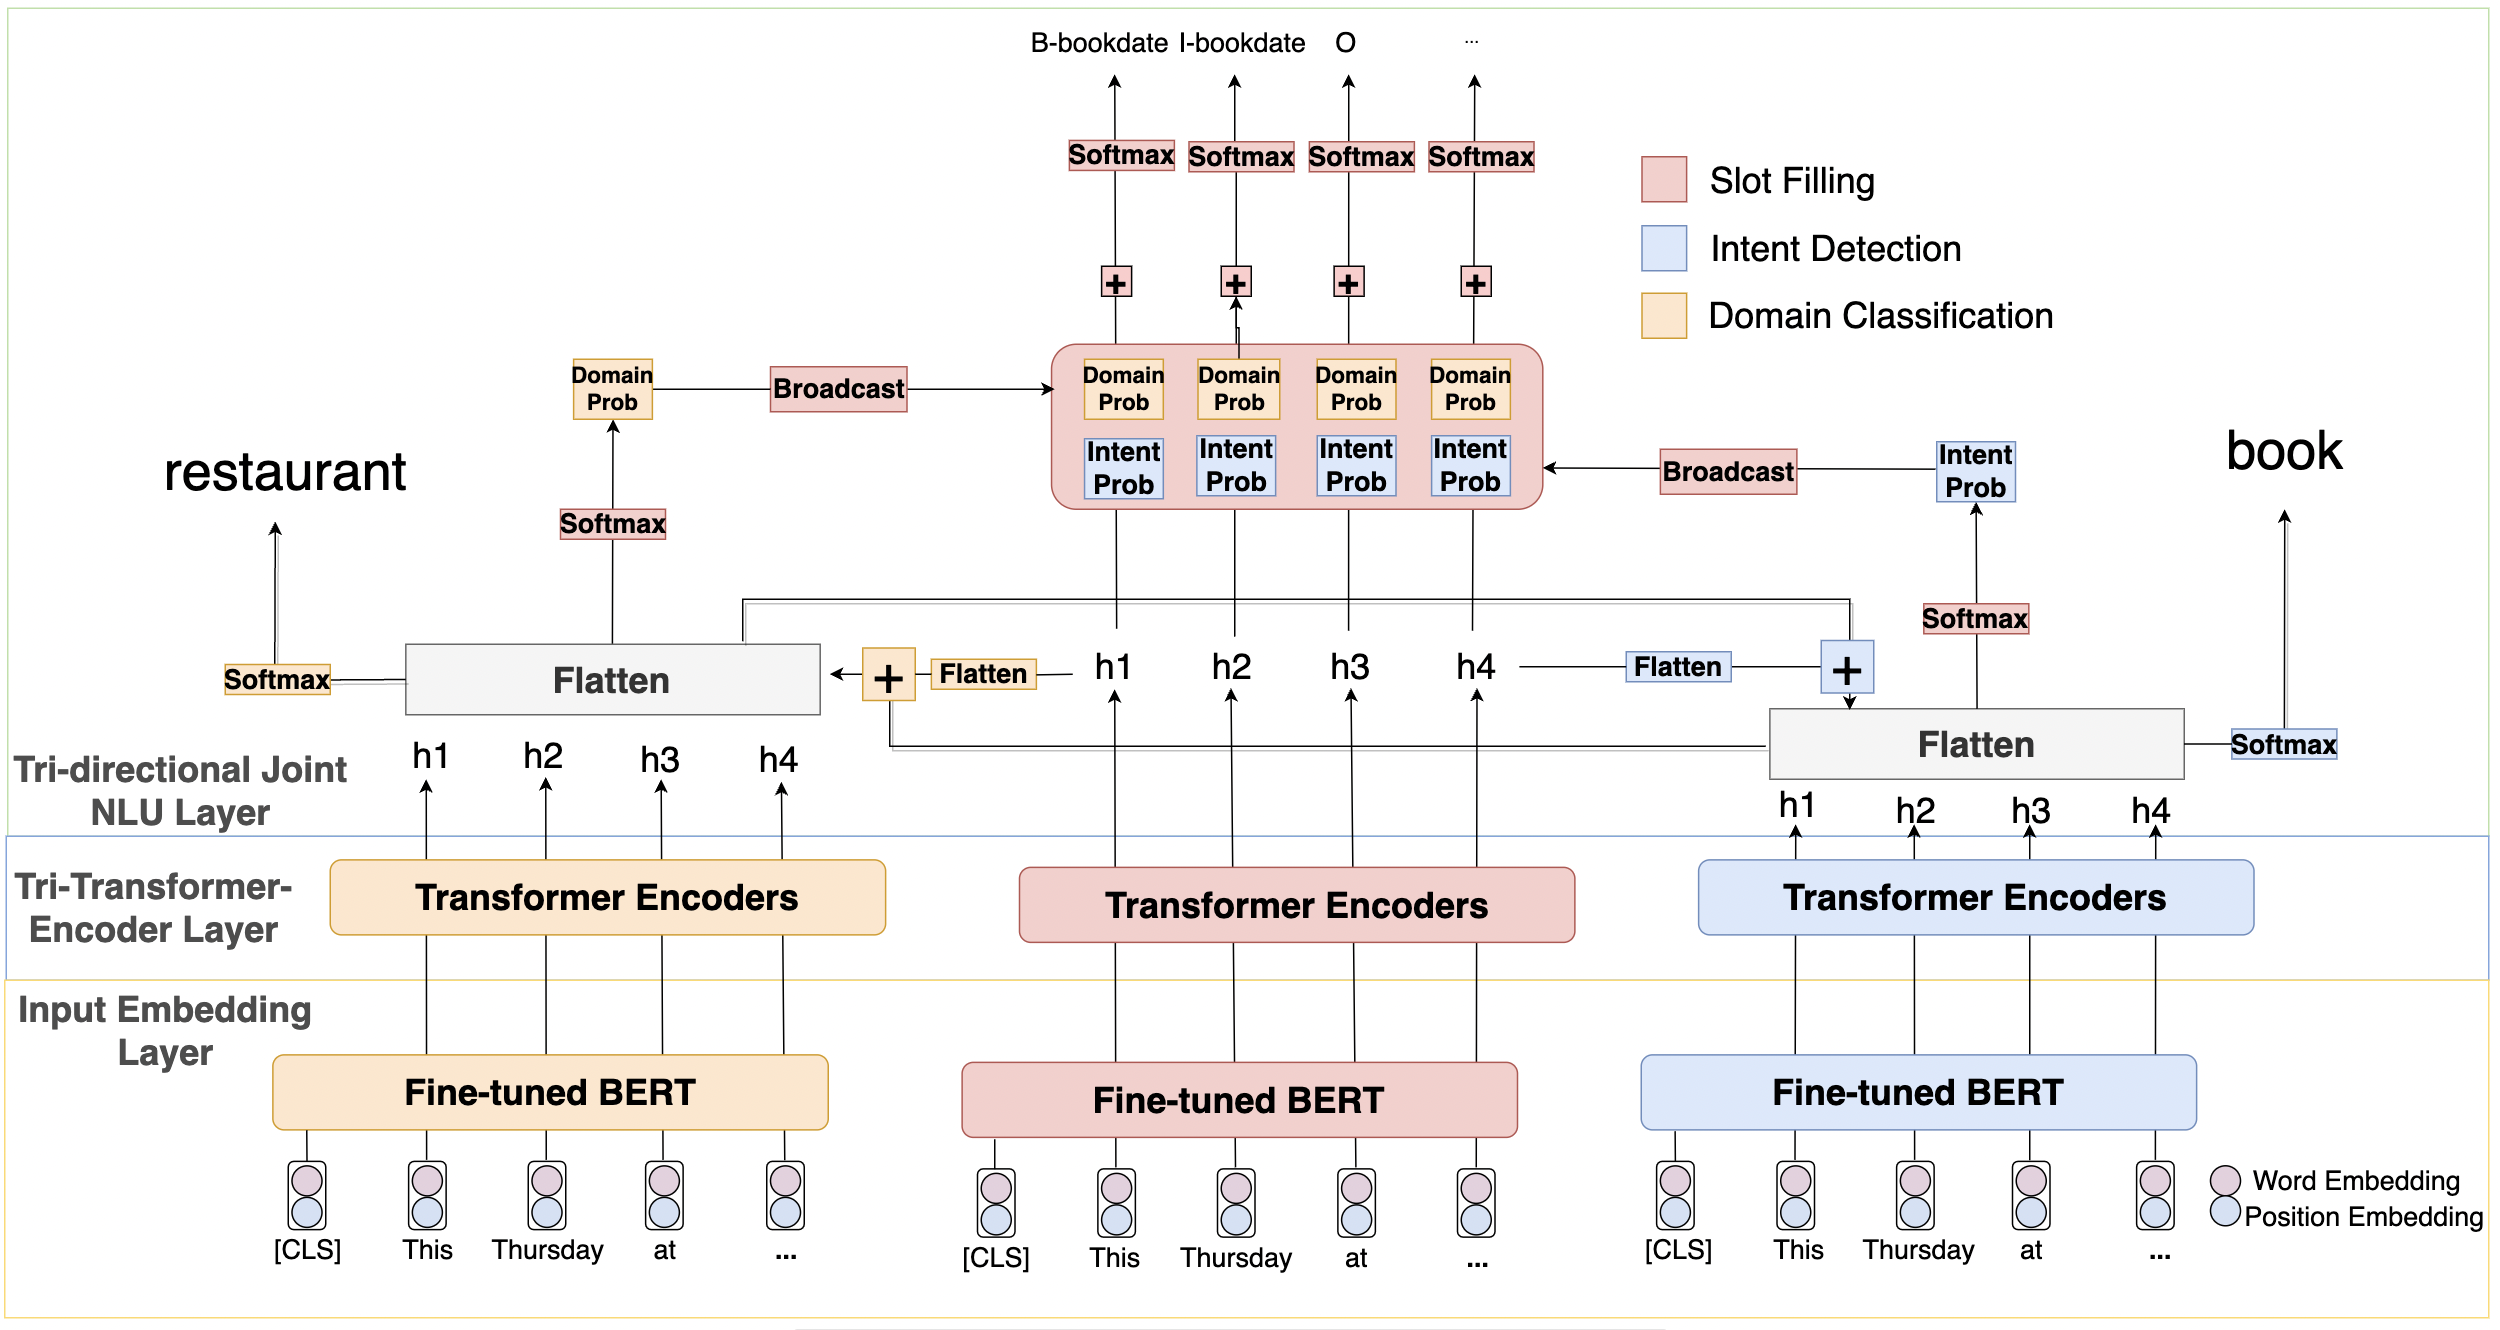 B-bookdate I-bookdate O ...
Softmax Softmax Softmax Softmax
Slot Filling
Intent Detection
Domain Classification
+ + + +
Domain
Prob
Broadcast
Domain
Prob
Domain
Prob
Domain
Prob
Domain
Prob
Intent
Prob
Intent
Prob
Intent
Prob
Intent
Prob
Broadcast
Intent
Prob
restaurant
book
Softmax
Softmax
Softmax
Flatten
+
Flatten
h1 h2 h3 h4
Flatten
+
Flatten
Softmax
h1 h2 h3 h4
h1 h2 h3 h4
Tri-directional Joint
NLU Layer
Tri-Transformer-
Encoder Layer
Transformer Encoders
Transformer Encoders
Transformer Encoders
Input Embedding
Layer
Fine-tuned BERT
Fine-tuned BERT
Fine-tuned BERT
Word Embedding
Position Embedding
[CLS] This Thursday at ...
[CLS] This Thursday at ...
[CLS] This Thursday at ...